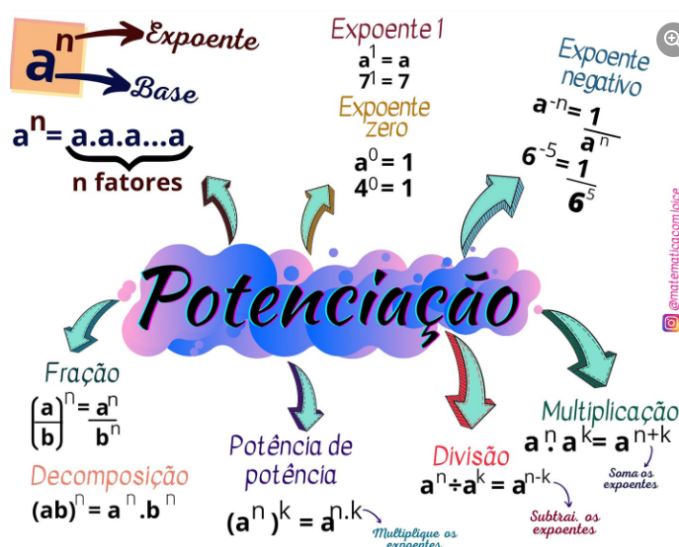 aⁿ
Expoente
Base
aⁿ = a.a.a...a
n fatores
Expoente 1
a¹ = a
7¹ = 7
Expoente
zero
a⁰ = 1
4⁰ = 1
Expoente
negativo
a⁻ⁿ = 1/aⁿ
6⁻⁵ = 1/6⁵
@matematicacomloice
Potenciação
Fração
(a/b)ⁿ = aⁿ/bⁿ
Decomposição
(ab)ⁿ = aⁿ.bⁿ
Potência de
potência
(aⁿ)ᵏ = aⁿ·ᵏ
Multiplique os
expoentes
Divisão
aⁿ÷aᵏ = aⁿ⁻ᵏ
Subtrai, os
expoentes
Multiplicação
aⁿ.aᵏ = aⁿ⁺ᵏ
Soma os
expoentes